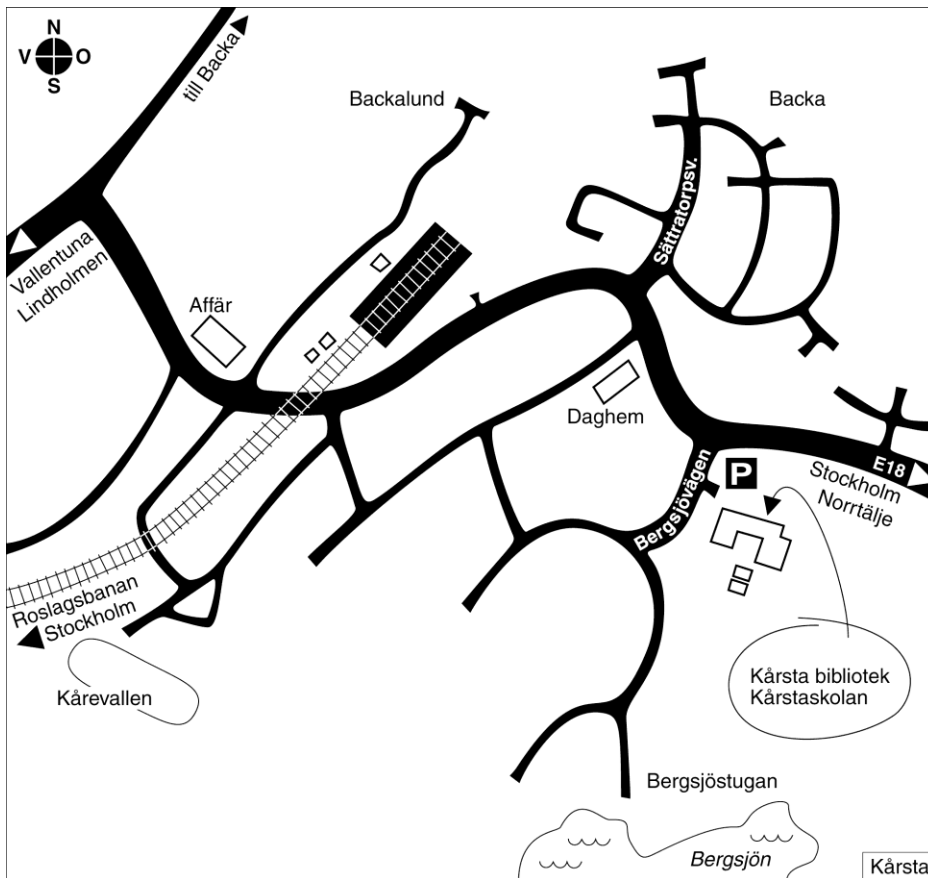 N
V O
S
till Backa
Backalund
Backa
Sättratorpsv.
Vallentuna
Lindholmen
Affär
Daghem
Bergsjövägen
P
E18
Stockholm
Norrtälje
Roslagsbanan
Stockholm
Kårevallen
Kårsta bibliotek
Kårstaskolan
Bergsjöstugan
Bergsjön
Kårsta